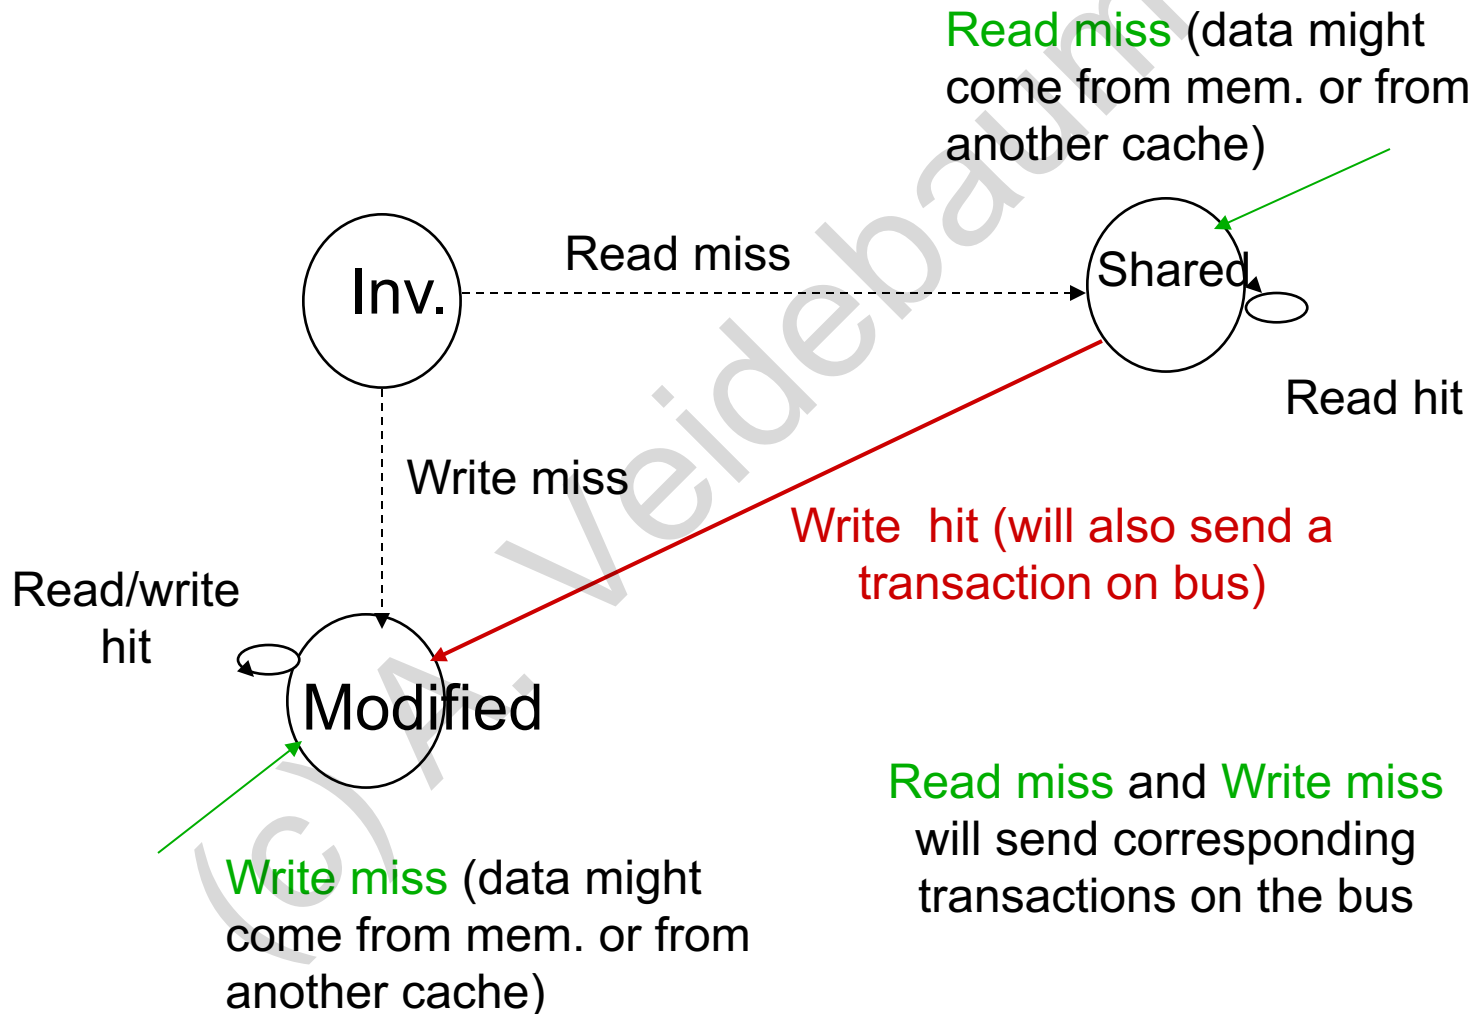 Read miss (data might
come from mem. or from
another cache)
Read miss
Inv.
Shared
Read hit
Write miss
Write hit (will also send a
transaction on bus)
Read/write
hit
Modified
Read miss and Write miss
will send corresponding
transactions on the bus
Write miss (data might
come from mem. or from
another cache)
(c) A. Veidebaum